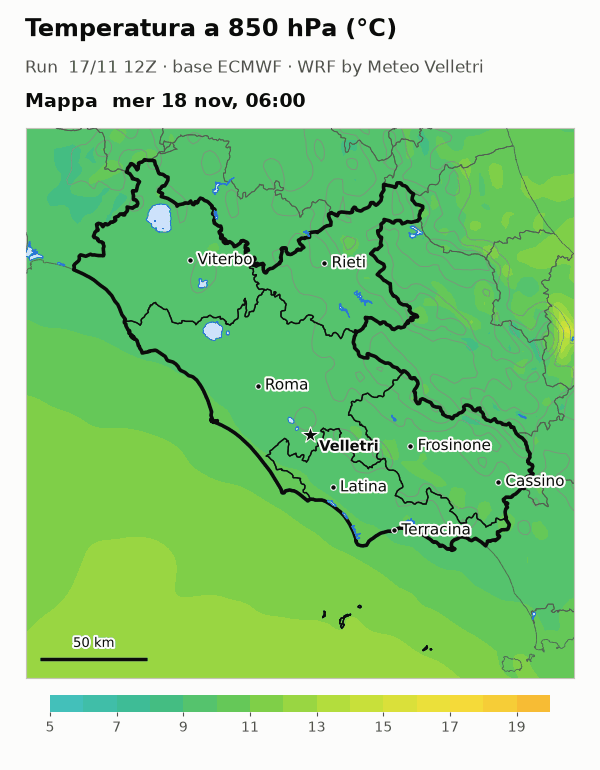 Temperatura a 850 hPa (°C)
Run 17/11 12Z · base ECMWF · WRF by Meteo Velletri
Mappa mer 18 nov, 06:00
Viterbo
Rieti
Roma
Velletri
Frosinone
Latina
Cassino
Terracina
50 km
5 7 9 11 13 15 17 19